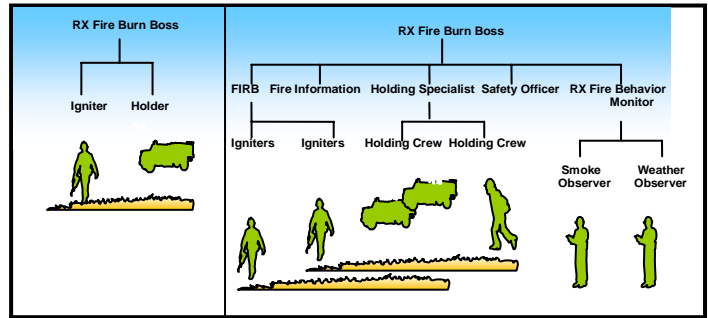 RX Fire Burn Boss
Igniter Holder
RX Fire Burn Boss
FIRB Fire Information Holding Specialist Safety Officer RX Fire Behavior
Monitor
Igniters Igniters Holding Crew Holding Crew
Smoke Weather
Observer Observer